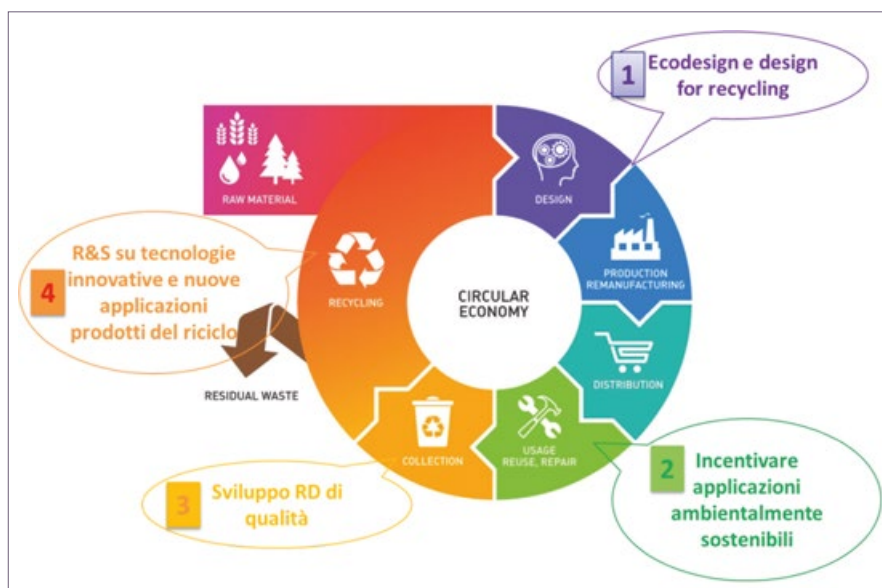 1
Ecodesign e design
for recycling
RAW MATERIAL
DESIGN
PRODUCTION
REMANUFACTURING
DISTRIBUTION
USAGE
REUSE, REPAIR
COLLECTION
RECYCLING
CIRCULAR
ECONOMY
RESIDUAL WASTE
2
Incentivare
applicazioni
ambientalmente
sostenibili
3
Sviluppo RD di
qualità
4
R&S su tecnologie
innovative e nuove
applicazioni
prodotti del riciclo